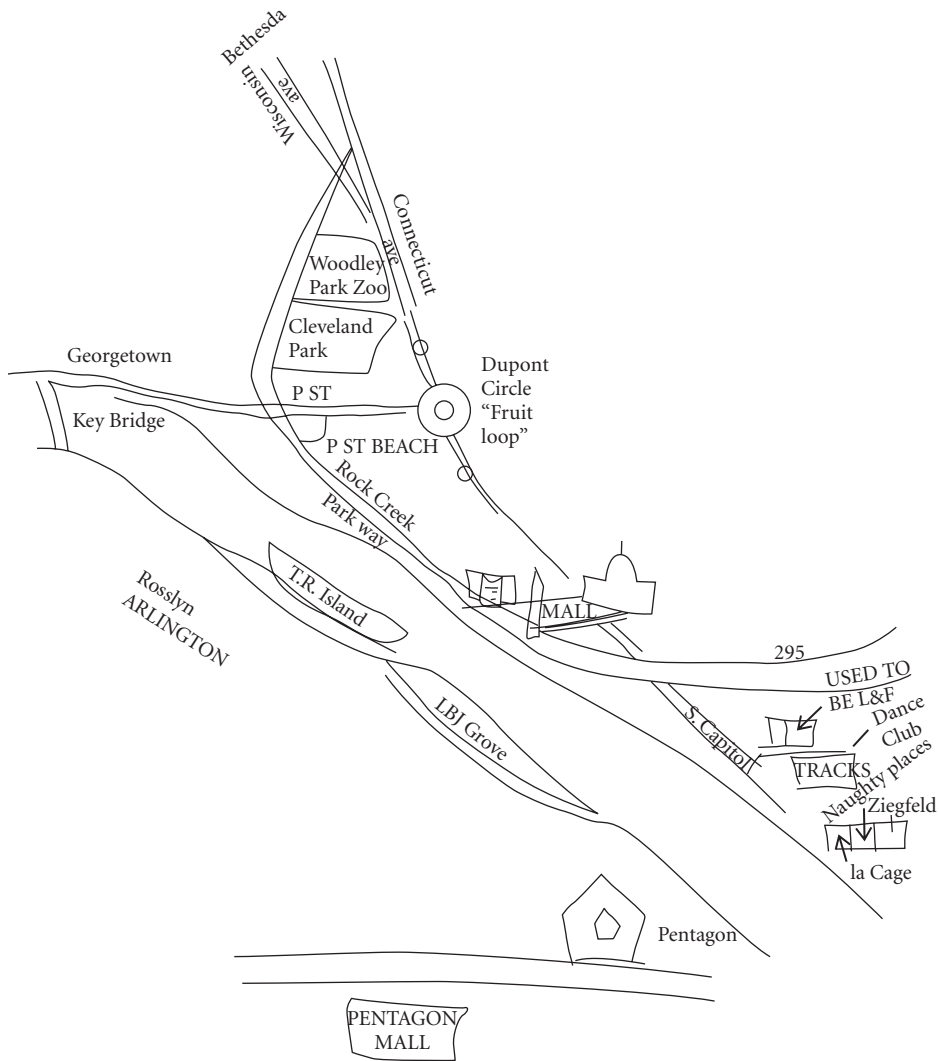 Bethesda
Wisconsin
ave
Connecticut
ave
Woodley
Park Zoo
Cleveland
Park
Georgetown
P ST
Dupont
Circle
“Fruit
loop”
Key Bridge
P ST BEACH
Rock Creek
Park way
T.R. Island
MALL
Rosslyn
ARLINGTON
295
USED TO
BE L&F
S. Capitol
LBJ Grove
Dance
Club
TRACKS
Naughty places
Ziegfeld
la Cage
Pentagon
PENTAGON
MALL